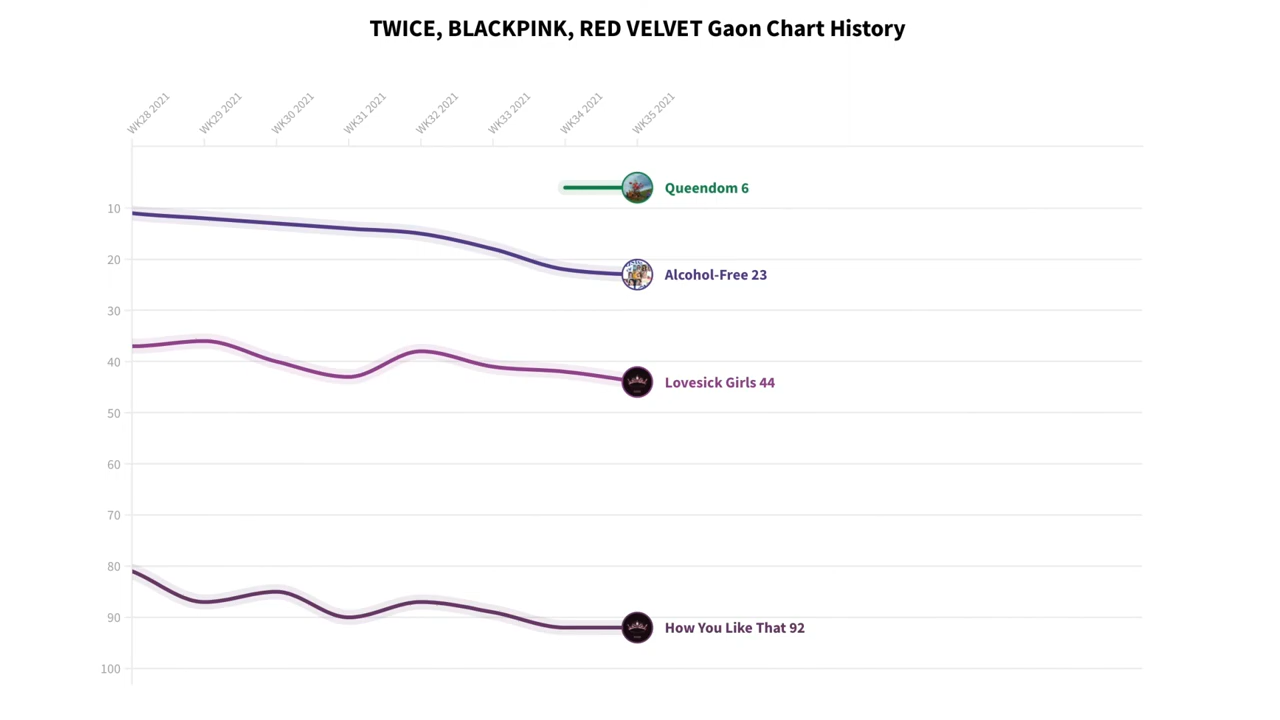 TWICE, BLACKPINK, RED VELVET Gaon Chart History
WK28 2021
WK29 2021
WK30 2021
WK31 2021
WK32 2021
WK33 2021
WK34 2021
WK35 2021
Queendom 6
10
20
Alcohol-Free 23
30
40
Lovesick Girls 44
50
60
70
80
90
How You Like That 92
100